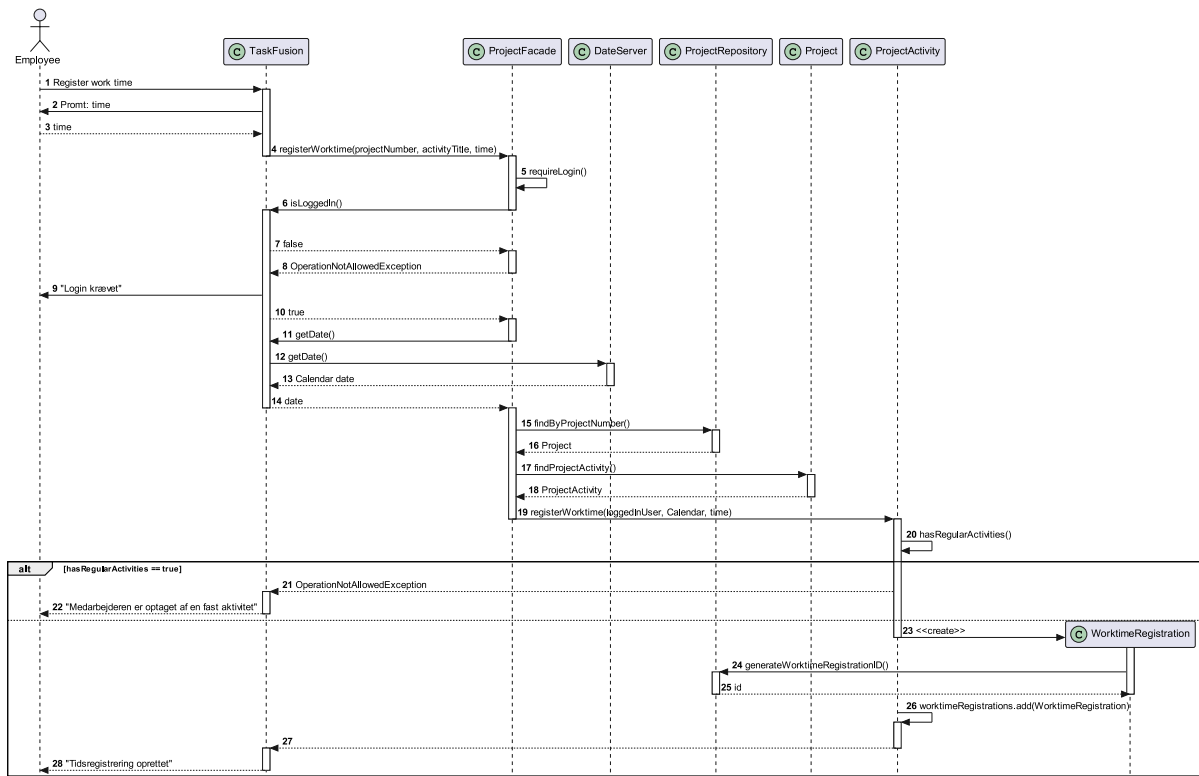 Employee
C TaskFusion
C ProjectFacade
C DateServer
C ProjectRepository
C Project
C ProjectActivity
1 Register work time
2 Promt: time
3 time
4 registerWorktime(projectNumber, activityTitle, time)
5 requireLogin()
6 isLoggedIn()
7 false
8 OperationNotAllowedException
9 "Login krævet"
10 true
11 getDate()
12 getDate()
13 Calendar date
14 date
15 findByProjectNumber()
16 Project
17 findProjectActivity()
18 ProjectActivity
19 registerWorktime(loggedInUser, Calendar, time)
20 hasRegularActivities()
alt [hasRegularActivities == true]
21 OperationNotAllowedException
22 "Medarbejderen er optaget af en fast aktivitet"
23 <<create>>
C WorktimeRegistration
24 generateWorktimeRegistrationID()
25 id
26 worktimeRegistrations.add(WorktimeRegistration)
27
28 "Tidsregistrering oprettet"